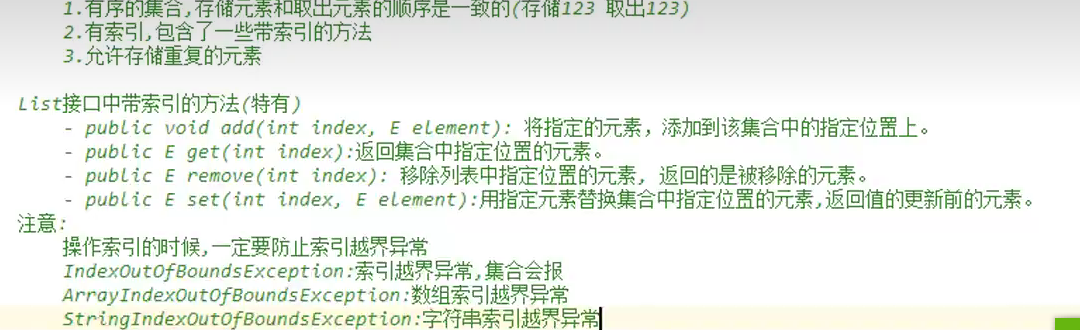 1.有序的集合,存储元素和取出元素的顺序是一致的(存储123 取出123)
2.有索引,包含了一些带索引的方法
3.允许存储重复的元素
List接口中带索引的方法(特有)
- public void add(int index, E element): 将指定的元素，添加到该集合中的指定位置上。
- public E get(int index):返回集合中指定位置的元素。
- public E remove(int index): 移除列表中指定位置的元素, 返回的是被移除的元素。
- public E set(int index, E element):用指定元素替换集合中指定位置的元素,返回值的更新前的元素。
注意:
操作索引的时候,一定要防止索引越界异常
IndexOutOfBoundsException:索引越界异常,集合会报
ArrayIndexOutOfBoundsException:数组索引越界异常
StringIndexOutOfBoundsException:字符串索引越界异常